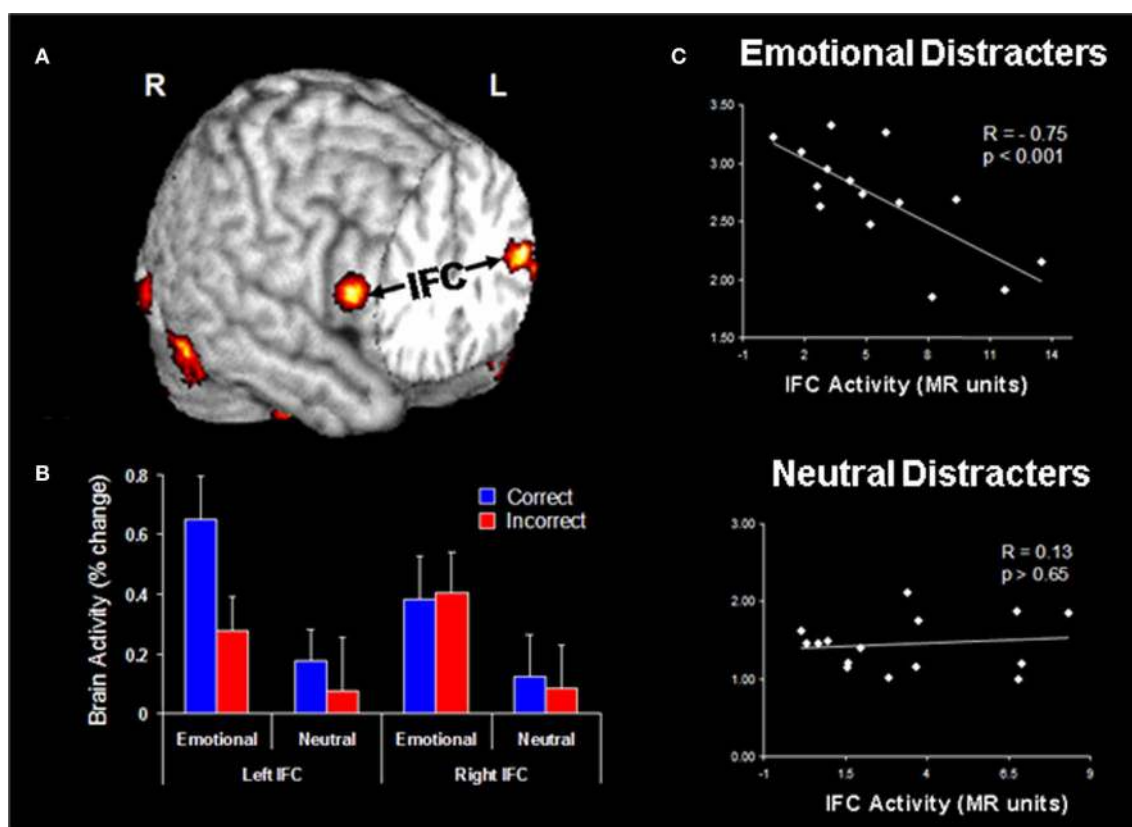 A
R
L
IFC
B
Brain Activity (% change)
0.8
0.6
0.4
0.2
0
Correct
Incorrect
Emotional
Neutral
Emotional
Neutral
Left IFC
Right IFC
C
Emotional Distracters
3.50
3.00
2.50
2.00
1.50
R = - 0.75
p < 0.001
-1
2
5
8
11
14
IFC Activity (MR units)
Neutral Distracters
3.00
2.00
1.00
0.00
R = 0.13
p > 0.65
-1
1.5
4
6.5
9
IFC Activity (MR units)